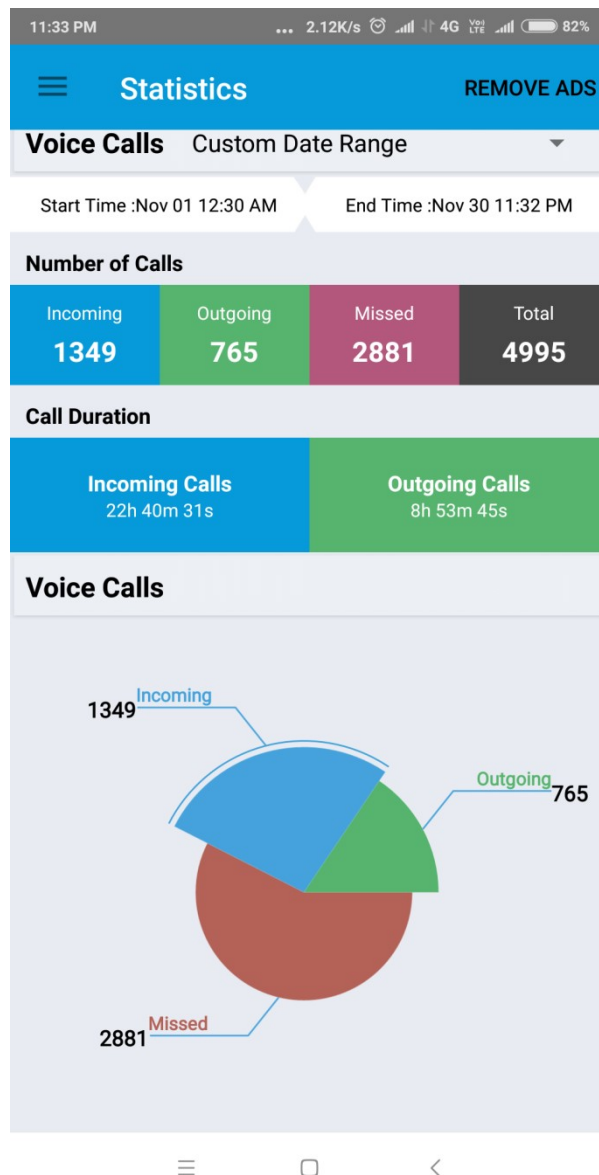 11:33 PM ... 2.12K/s 4G VoLTE 82%
Statistics REMOVE ADS
Voice Calls Custom Date Range
Start Time :Nov 01 12:30 AM End Time :Nov 30 11:32 PM
Number of Calls
Incoming Outgoing Missed Total
1349 765 2881 4995
Call Duration
Incoming Calls Outgoing Calls
22h 40m 31s 8h 53m 45s
Voice Calls
Incoming
1349
Outgoing
765
Missed
2881